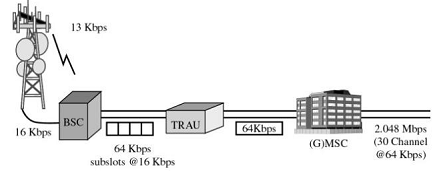 13 Kbps
16 Kbps
BSC
64 Kbps
subslots @16 Kbps
TRAU
64Kbps
(G)MSC
2.048 Mbps
(30 Channel
@64 Kbps)